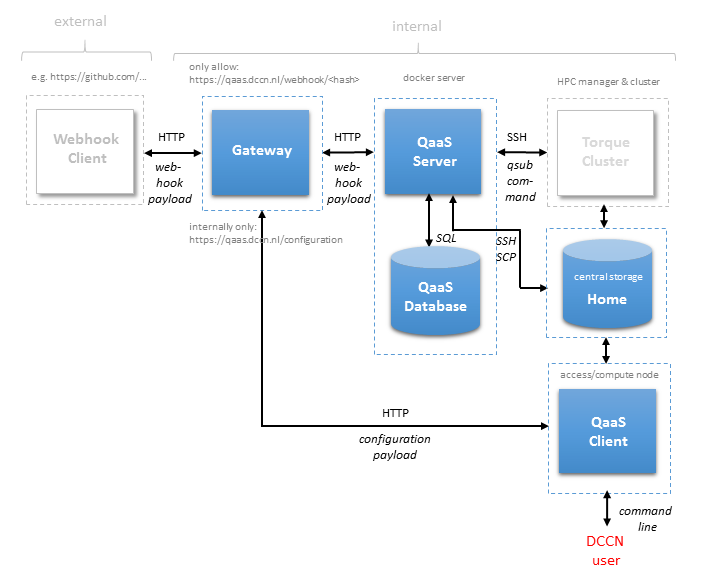 external
internal
e.g. https://github.com/...
only allow:
https://qaas.dccn.nl/webhook/<hash>
docker server
HPC manager & cluster
Webhook
Client
HTTP
web-
hook
payload
Gateway
HTTP
web-
hook
payload
QaaS
Server
SSH
qsub
com-
mand
Torque
Cluster
internally only:
https://qaas.dccn.nl/configuration
SQL
SSH
SCP
QaaS
Database
central storage
Home
access/compute node
QaaS
Client
HTTP
configuration
payload
command
line
DCCN
user